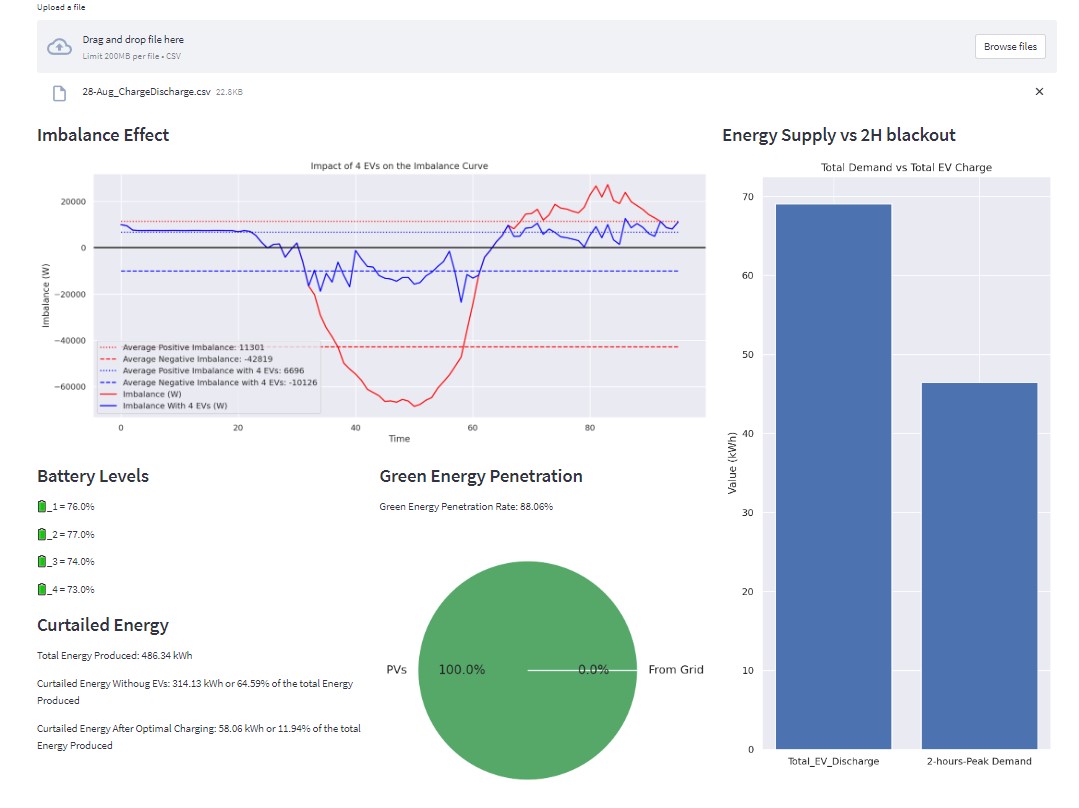 Upload a file
Drag and drop file here
Limit 200MB per file • CSV
Browse files
28-Aug_ChargeDischarge.csv 22.8KB
×
Imbalance Effect
Impact of 4 EVs on the Imbalance Curve
Imbalance (W)
20000
0
−20000
−40000
−60000
Average Positive Imbalance: 11301
Average Negative Imbalance: -42819
Average Positive Imbalance with 4 EVs: 6696
Average Negative Imbalance with 4 EVs: -10126
Imbalance (W)
Imbalance With 4 EVs (W)
0 20 40 60 80
Time
Energy Supply vs 2H blackout
Total Demand vs Total EV Charge
Value (kWh)
70
60
50
40
30
20
10
0
Total_EV_Discharge 2-hours-Peak Demand
Battery Levels
_1 = 76.0%
_2 = 77.0%
_3 = 74.0%
_4 = 73.0%
Green Energy Penetration
Green Energy Penetration Rate: 88.06%
PVs 100.0% 0.0% From Grid
Curtailed Energy
Total Energy Produced: 486.34 kWh
Curtailed Energy Withoug EVs: 314.13 kWh or 64.59% of the total Energy
Produced
Curtailed Energy After Optimal Charging: 58.06 kWh or 11.94% of the total
Energy Produced